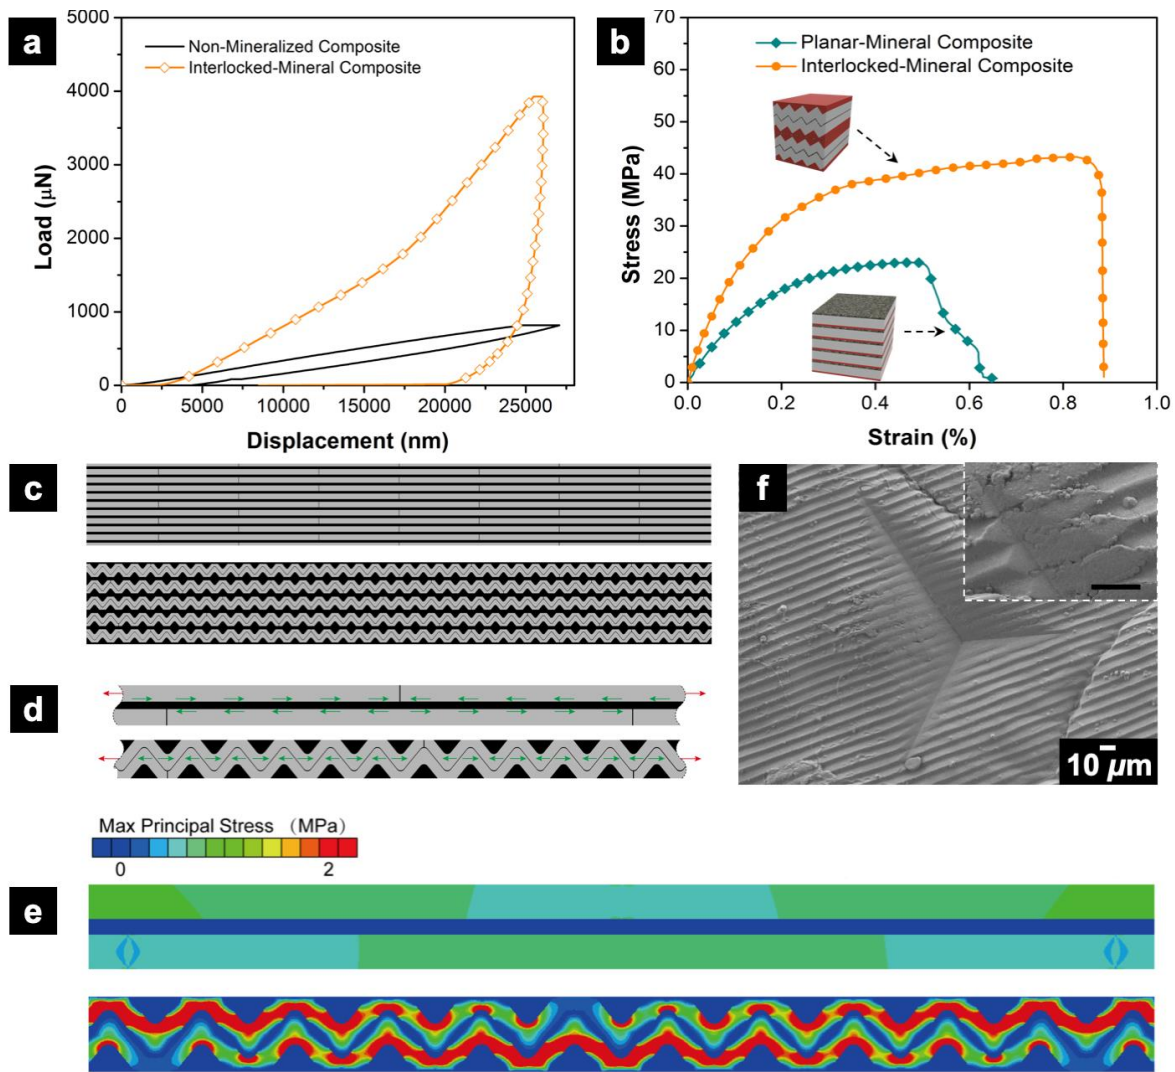 a
5000
4000
3000
2000
1000
0
Load (μN)
Non-Mineralized Composite
Interlocked-Mineral Composite
0
5000
10000
15000
20000
25000
Displacement (nm)
b
70
60
50
40
30
20
10
0
Stress (MPa)
Planar-Mineral Composite
Interlocked-Mineral Composite
0.0
0.2
0.4
0.6
0.8
1.0
Strain (%)
c
d
f
10 μm
Max Principal Stress (MPa)
0
2
e